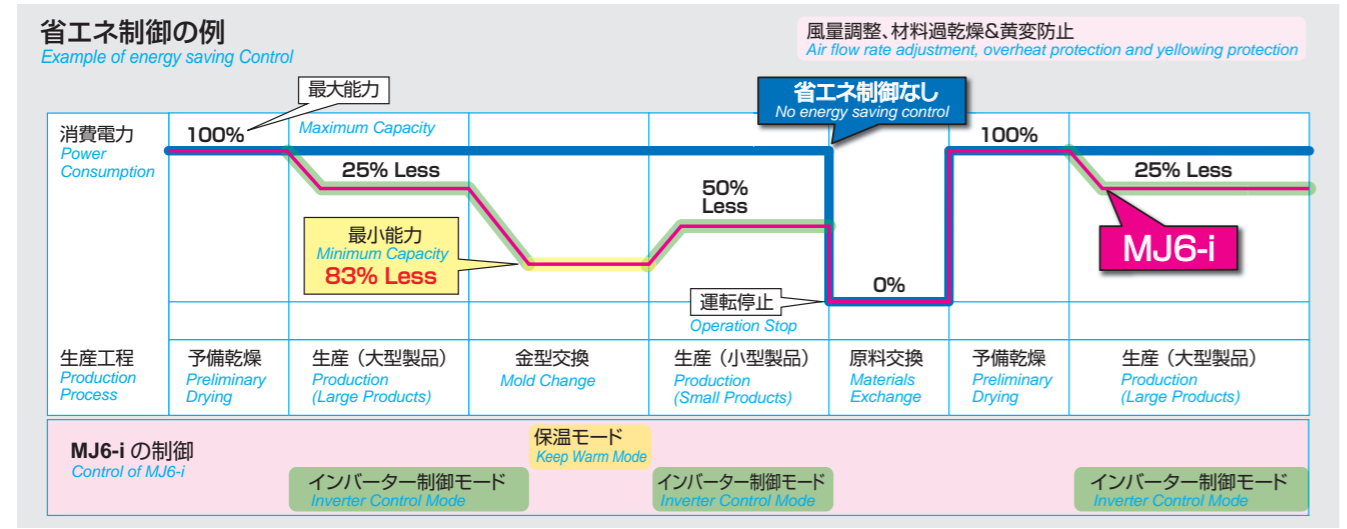 省エネ制御の例
Example of energy saving Control
風量調整、材料過乾燥&黄変防止
Air flow rate adjustment, overheat protection and yellowing protection
最大能力
省エネ制御なし
No energy saving control
消費電力
Power
Consumption
100%
Maximum Capacity
100%
25% Less
50%
Less
25% Less
最小能力
Minimum Capacity
83% Less
MJ6-i
0%
運転停止
Operation Stop
生産工程
Production
Process
予備乾燥
Preliminary
Drying
生産（大型製品）
Production
(Large Products)
金型交換
Mold Change
生産（小型製品）
Production
(Small Products)
原料交換
Materials
Exchange
予備乾燥
Preliminary
Drying
生産（大型製品）
Production
(Large Products)
MJ6-i の制御
Control of MJ6-i
保温モード
Keep Warm Mode
インバーター制御モード
Inverter Control Mode
インバーター制御モード
Inverter Control Mode
インバーター制御モード
Inverter Control Mode